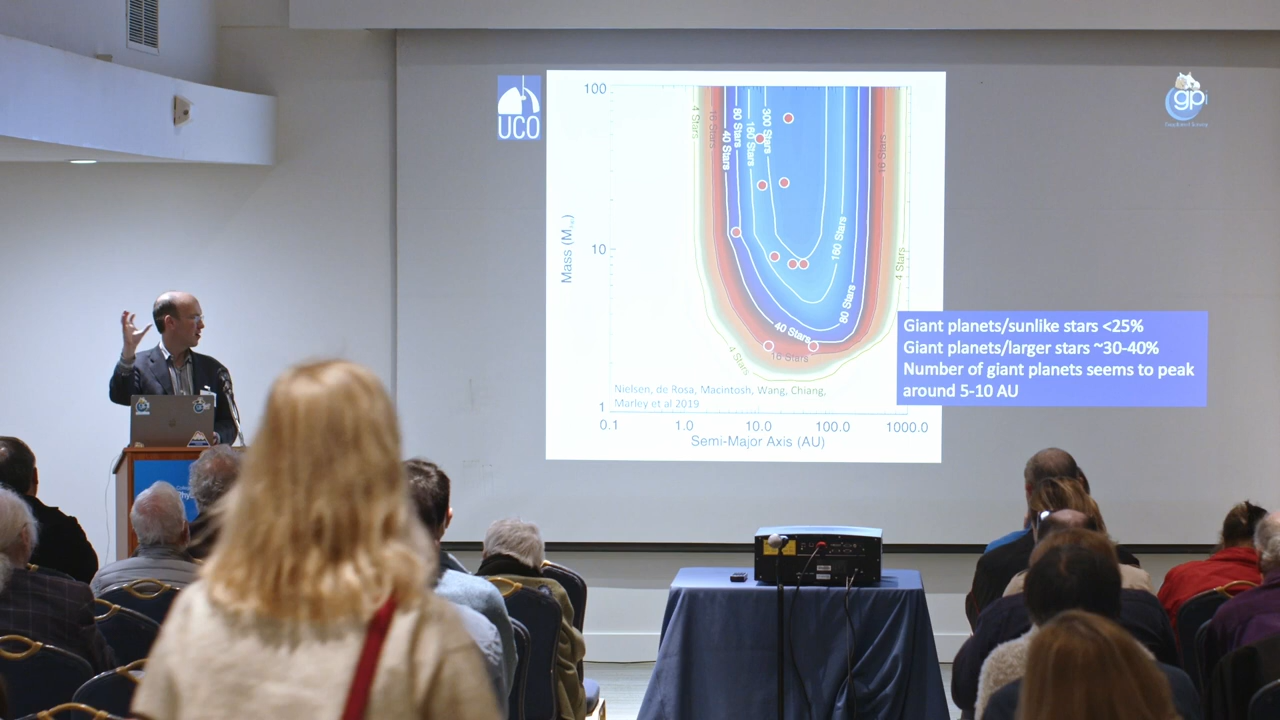 UCO
gpi
100
10
1
Mass (M
4 Stars
16 Stars
40 Stars
80 Stars
160 Stars
300 Stars
16 Stars
160 Stars
4 Stars
80 Stars
40 Stars
16 Stars
4 Stars
Nielsen, de Rosa, Macintosh, Wang, Chiang,
Marley et al 2019
0.1 1.0 10.0 100.0 1000.0
Semi-Major Axis (AU)
Giant planets/sunlike stars <25%
Giant planets/larger stars ~30-40%
Number of giant planets seems to peak
around 5-10 AU